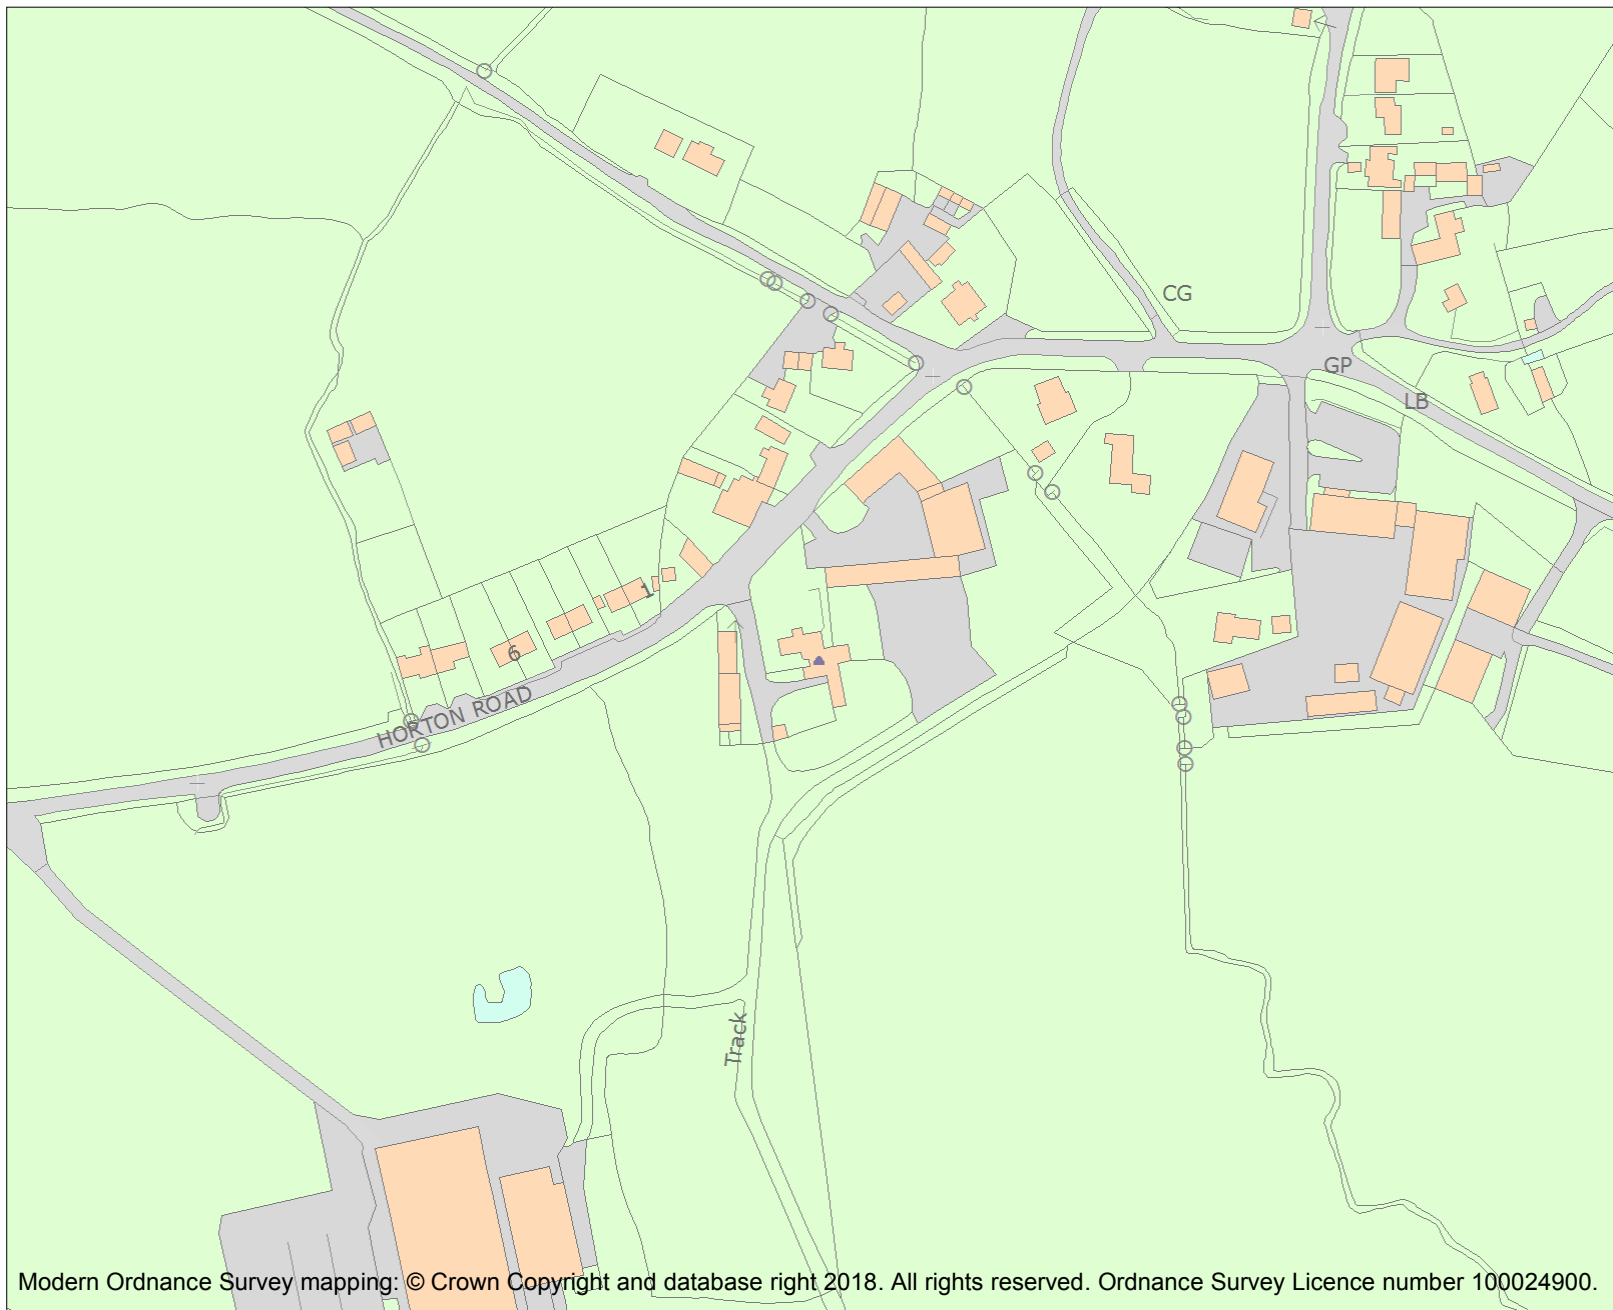 CG
GP
LB
1
6
HORTON ROAD
Track
Modern Ordnance Survey mapping: © Crown Copyright and database right 2018. All rights reserved. Ordnance Survey Licence number 100024900.